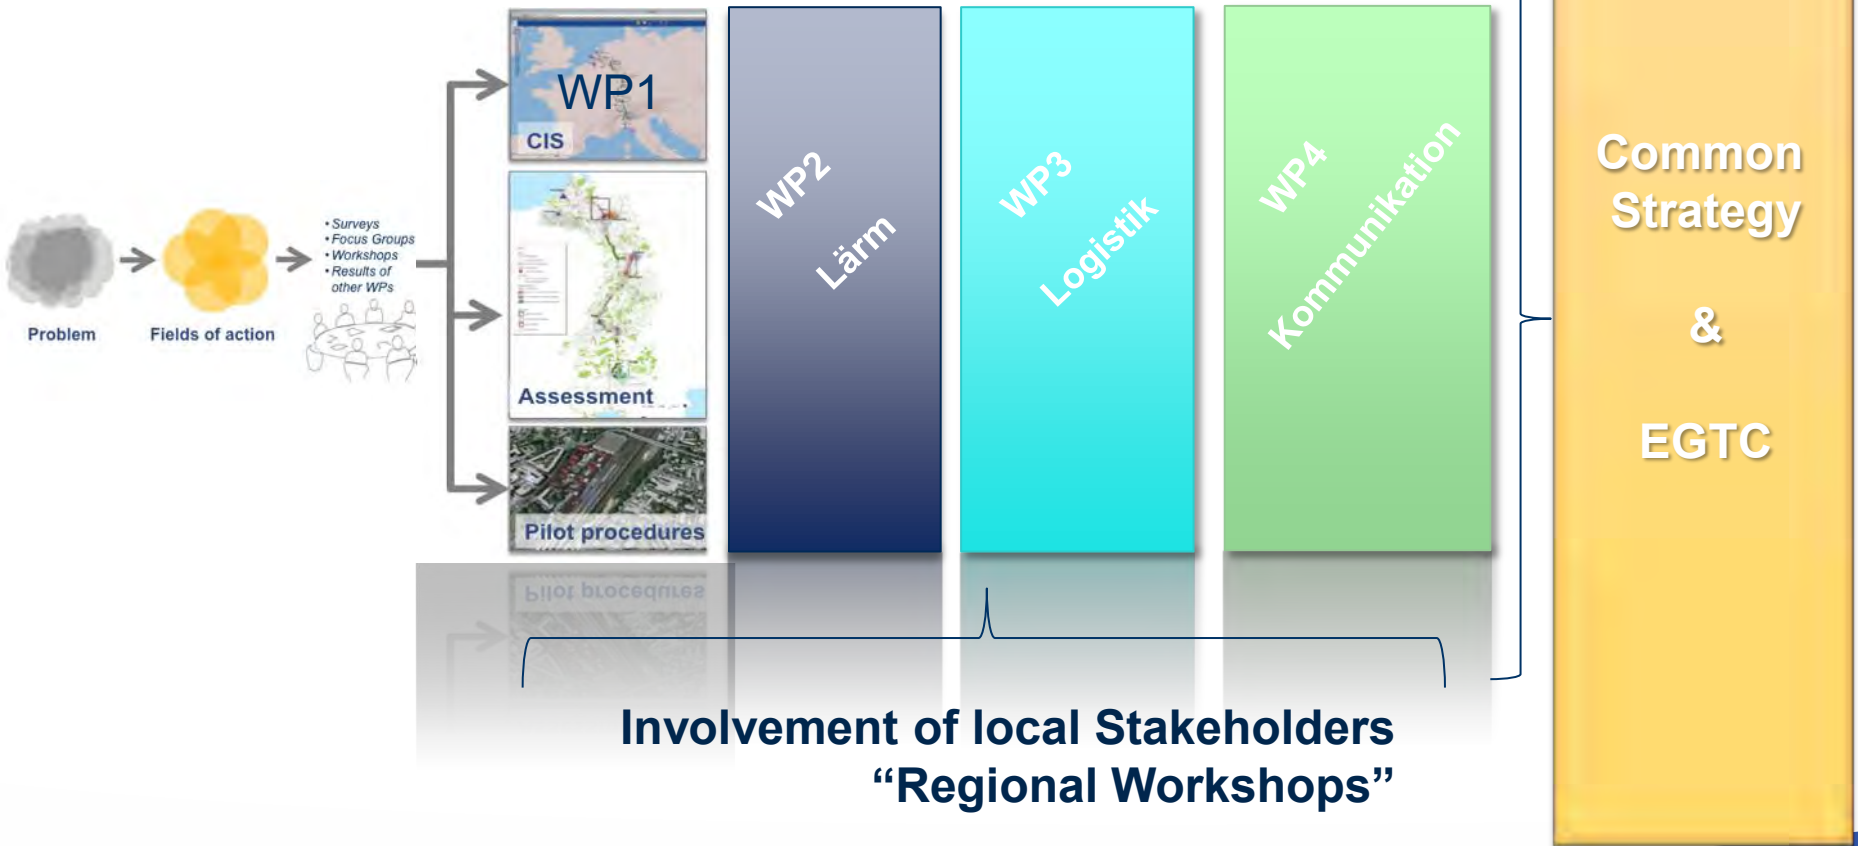 Problem
Fields of action
• Surveys
• Focus Groups
• Workshops
• Results of
other WPs
WP1
CIS
Assessment
Pilot procedures
WP2
Lärm
WP3
Logistik
WP4
Kommunikation
Common
Strategy
&
EGTC
Involvement of local Stakeholders
“Regional Workshops”